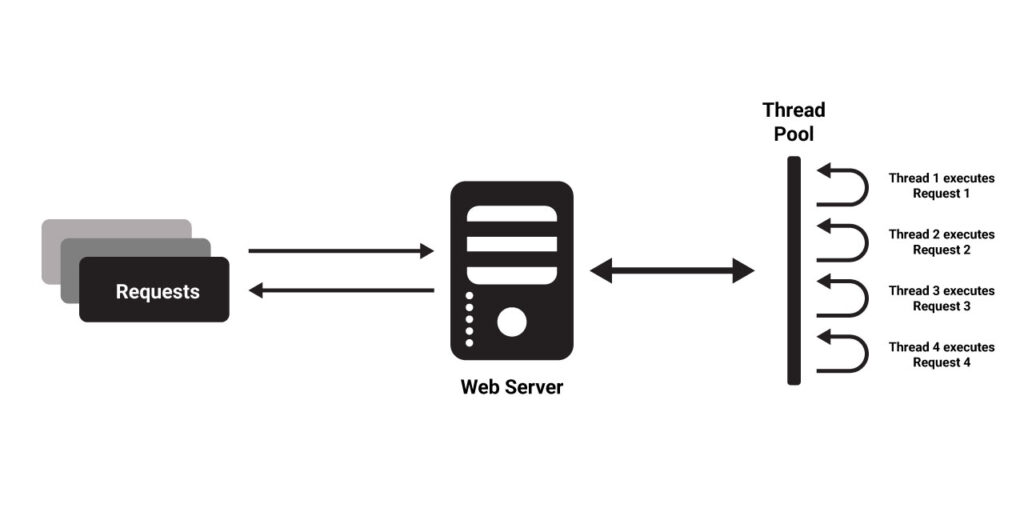 Thread
Pool
Thread 1 executes
Request 1
Thread 2 executes
Request 2
Requests
Thread 3 executes
Request 3
Thread 4 executes
Request 4
Web Server